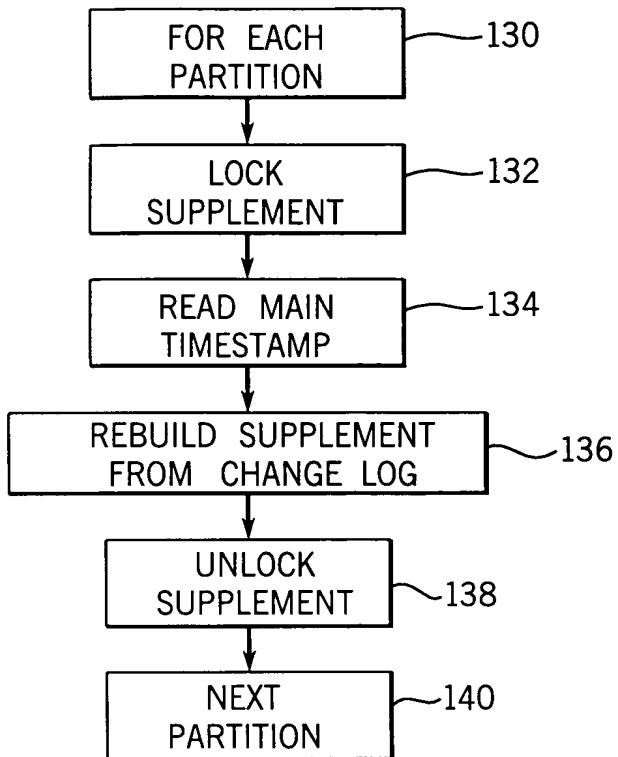 FOR EACH
PARTITION
130
LOCK
SUPPLEMENT
132
READ MAIN
TIMESTAMP
134
REBUILD SUPPLEMENT
FROM CHANGE LOG
136
UNLOCK
SUPPLEMENT
138
NEXT
PARTITION
140